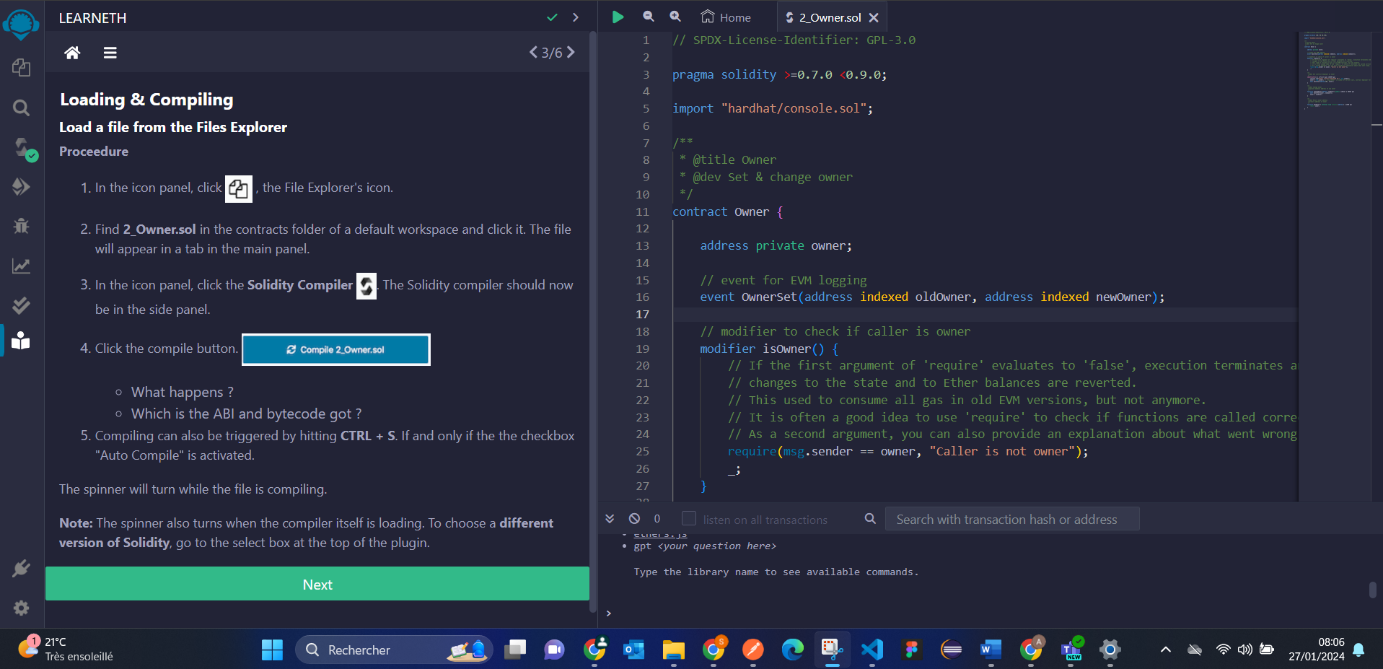 LEARNETH
3/6
Loading & Compiling
Load a file from the Files Explorer
Proceedure
1. In the icon panel, click , the File Explorer's icon.
2. Find 2_Owner.sol in the contracts folder of a default workspace and click it. The file
will appear in a tab in the main panel.
3. In the icon panel, click the Solidity Compiler . The Solidity compiler should now
be in the side panel.
4. Click the compile button. Compile 2_Owner.sol
What happens ?
Which is the ABI and bytecode got ?
5. Compiling can also be triggered by hitting CTRL + S. If and only if the the checkbox
"Auto Compile" is activated.
The spinner will turn while the file is compiling.
Note: The spinner also turns when the compiler itself is loading. To choose a different
version of Solidity, go to the select box at the top of the plugin.
Next
Home
2_Owner.sol
1 // SPDX-License-Identifier: GPL-3.0
2
3 pragma solidity >=0.7.0 <0.9.0;
4
5 import "hardhat/console.sol";
6
7 /**
8 * @title Owner
9 * @dev Set & change owner
10 */
11 contract Owner {
12
13 address private owner;
14
15 // event for EVM logging
16 event OwnerSet(address indexed oldOwner, address indexed newOwner);
17
18 // modifier to check if caller is owner
19 modifier isOwner() {
20 // If the first argument of 'require' evaluates to 'false', execution terminates a
21 // changes to the state and to Ether balances are reverted.
22 // This used to consume all gas in old EVM versions, but not anymore.
23 // It is often a good idea to use 'require' to check if functions are called corre
24 // As a second argument, you can also provide an explanation about what went wrong
25 require(msg.sender == owner, "Caller is not owner");
26 _;
27 }
0
listen on all transactions
Search with transaction hash or address
ethers.js
gpt <your question here>
Type the library name to see available commands.
>
1
21°C
Très ensoleillé
Rechercher
S
A
NEW
08:06
27/01/2024